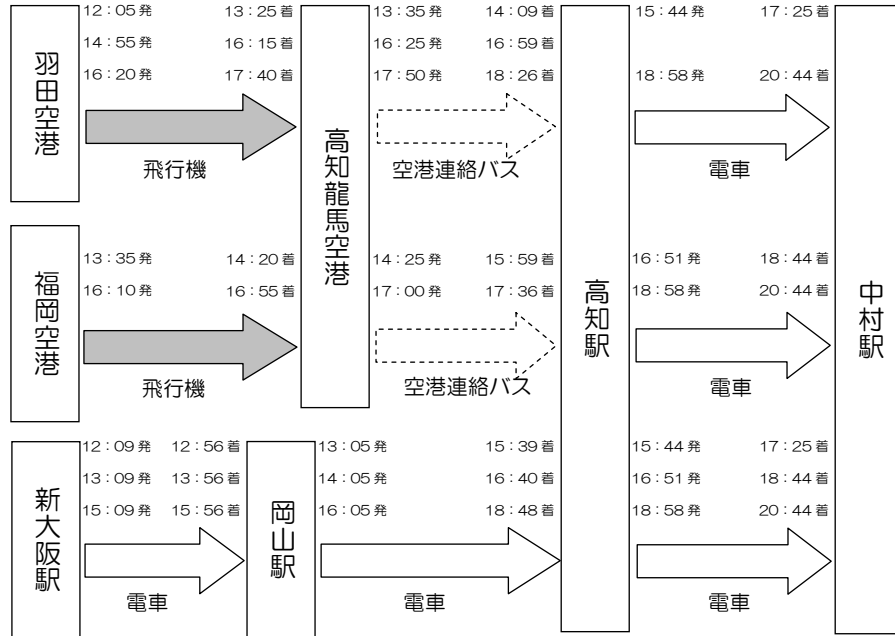 羽田空港
12：05発 13：25着
14：55発 16：15着
16：20発 17：40着
飛行機
高知龍馬空港
13：35発 14：09着
16：25発 16：59着
17：50発 18：26着
空港連絡バス
高知駅
15：44発 17：25着
18：58発 20：44着
電車
中村駅
福岡空港
13：35発 14：20着
16：10発 16：55着
飛行機
14：25発 15：59着
17：00発 17：36着
空港連絡バス
16：51発 18：44着
18：58発 20：44着
電車
新大阪駅
12：09発 12：56着
13：09発 13：56着
15：09発 15：56着
電車
岡山駅
13：05発 15：39着
14：05発 16：40着
16：05発 18：48着
電車
15：44発 17：25着
16：51発 18：44着
18：58発 20：44着
電車